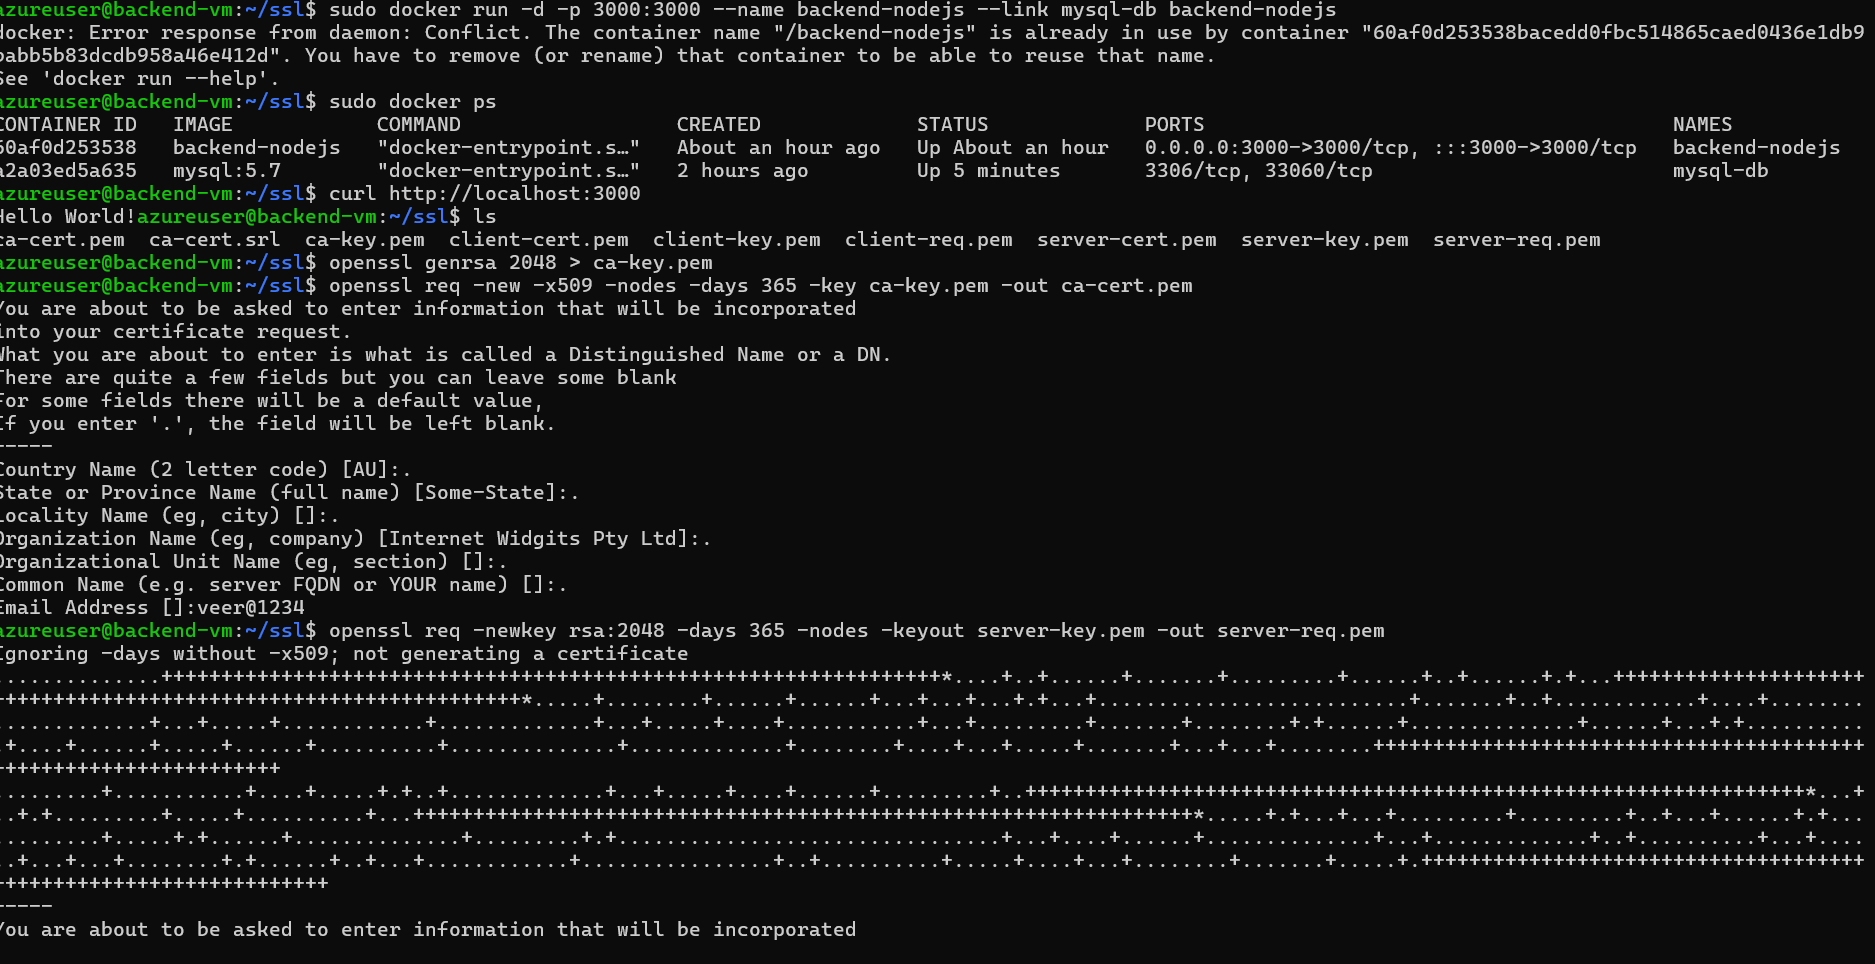 azureuser@backend-vm:~/ssl$ sudo docker run -d -p 3000:3000 --name backend-nodejs --link mysql-db backend-nodejs
docker: Error response from daemon: Conflict. The container name "/backend-nodejs" is already in use by container "60af0d253538bacedd0fbc514865caed0436e1db9
babb5b83dcdb958a46e412d". You have to remove (or rename) that container to be able to reuse that name.
See 'docker run --help'.
azureuser@backend-vm:~/ssl$ sudo docker ps
CONTAINER ID   IMAGE            COMMAND                  CREATED             STATUS             PORTS                                       NAMES
60af0d253538   backend-nodejs   "docker-entrypoint.s…"   About an hour ago   Up About an hour   0.0.0.0:3000->3000/tcp, :::3000->3000/tcp   backend-nodejs
a2a03ed5a635   mysql:5.7        "docker-entrypoint.s…"   2 hours ago         Up 5 minutes       3306/tcp, 33060/tcp                         mysql-db
azureuser@backend-vm:~/ssl$ curl http://localhost:3000
Hello World!azureuser@backend-vm:~/ssl$ ls
ca-cert.pem  ca-cert.srl  ca-key.pem  client-cert.pem  client-key.pem  client-req.pem  server-cert.pem  server-key.pem  server-req.pem
azureuser@backend-vm:~/ssl$ openssl genrsa 2048 > ca-key.pem
azureuser@backend-vm:~/ssl$ openssl req -new -x509 -nodes -days 365 -key ca-key.pem -out ca-cert.pem
You are about to be asked to enter information that will be incorporated
into your certificate request.
What you are about to enter is what is called a Distinguished Name or a DN.
There are quite a few fields but you can leave some blank
For some fields there will be a default value,
If you enter '.', the field will be left blank.
-----
Country Name (2 letter code) [AU]:.
State or Province Name (full name) [Some-State]:.
Locality Name (eg, city) []:.
Organization Name (eg, company) [Internet Widgits Pty Ltd]:.
Organizational Unit Name (eg, section) []:.
Common Name (e.g. server FQDN or YOUR name) []:.
Email Address []:veer@1234
azureuser@backend-vm:~/ssl$ openssl req -newkey rsa:2048 -days 365 -nodes -keyout server-key.pem -out server-req.pem
Ignoring -days without -x509; not generating a certificate
-----
You are about to be asked to enter information that will be incorporated